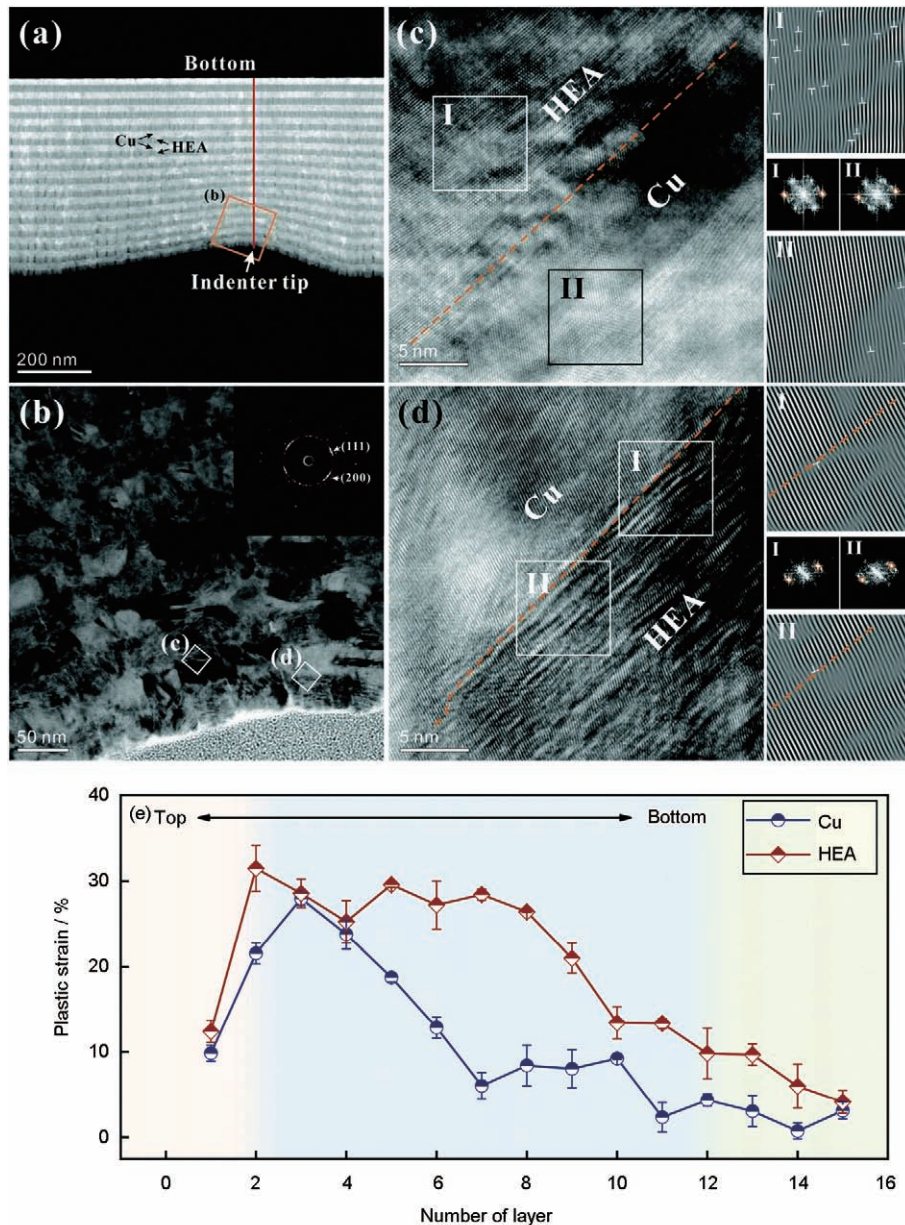 (a)
Bottom
Cu
HEA
(b)
Indenter tip
200 nm
(b)
(111)
(200)
(c)
(d)
50 nm
(c)
HEA
I
Cu
II
5 nm
I
I
II
II
(d)
I
Cu
II
HEA
5 nm
I
I
II
II
(e)
Top
Bottom
Cu
HEA
40
30
20
10
0
Plastic strain / %
0 2 4 6 8 10 12 14 16
Number of layer